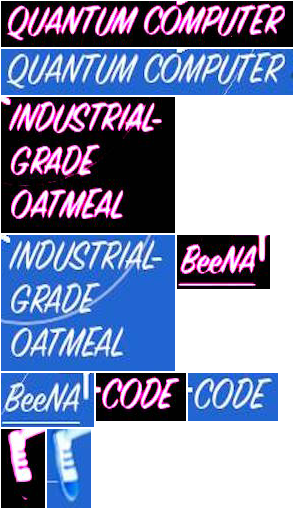 QUANTUM COMPUTER
QUANTUM COMPUTER
INDUSTRIAL-
GRADE
OATMEAL
INDUSTRIAL-
GRADE
OATMEAL
BeeNA
BeeNA
CODE
CODE